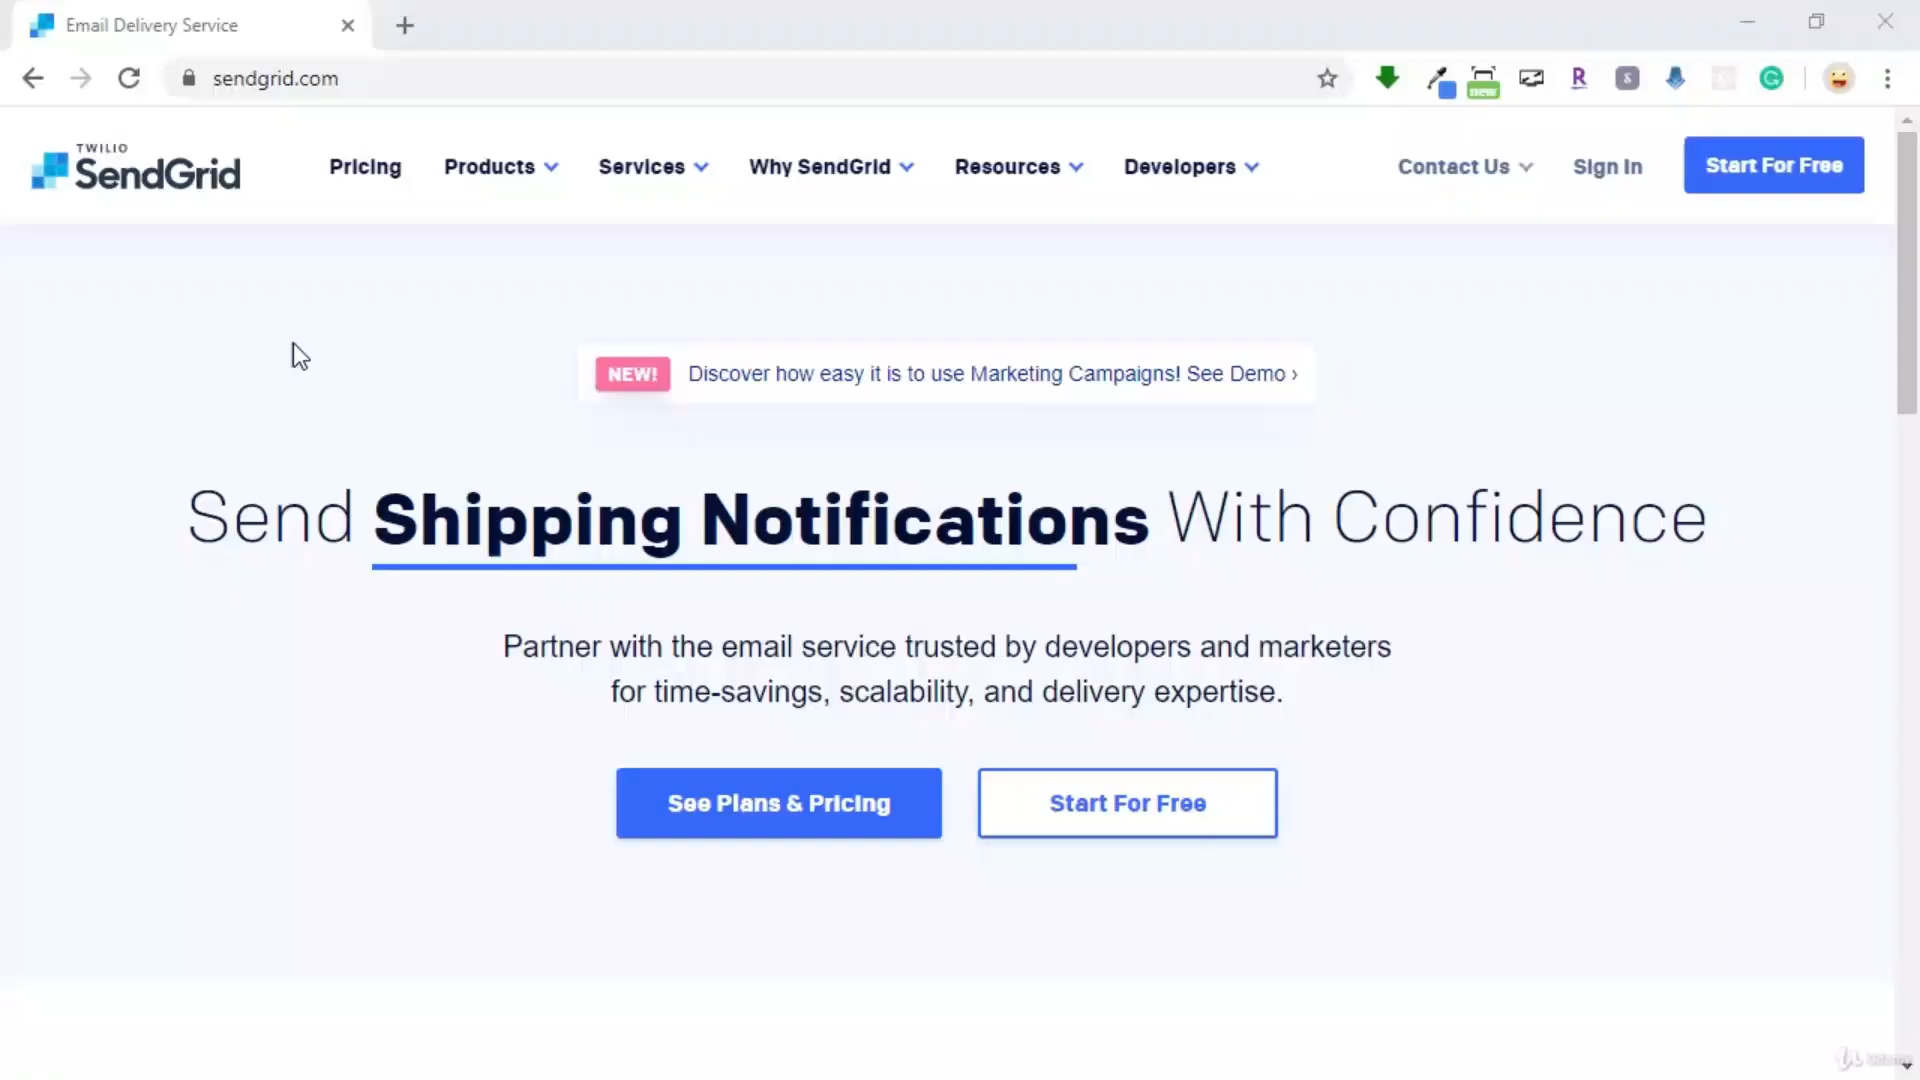 Email Delivery Service
sendgrid.com
new
R
S
G
TWILIO
SendGrid
Pricing
Products
Services
Why SendGrid
Resources
Developers
Contact Us
Sign In
Start For Free
NEW! Discover how easy it is to use Marketing Campaigns! See Demo ›
Send Shipping Notifications With Confidence
Partner with the email service trusted by developers and marketers
for time-savings, scalability, and delivery expertise.
See Plans & Pricing
Start For Free